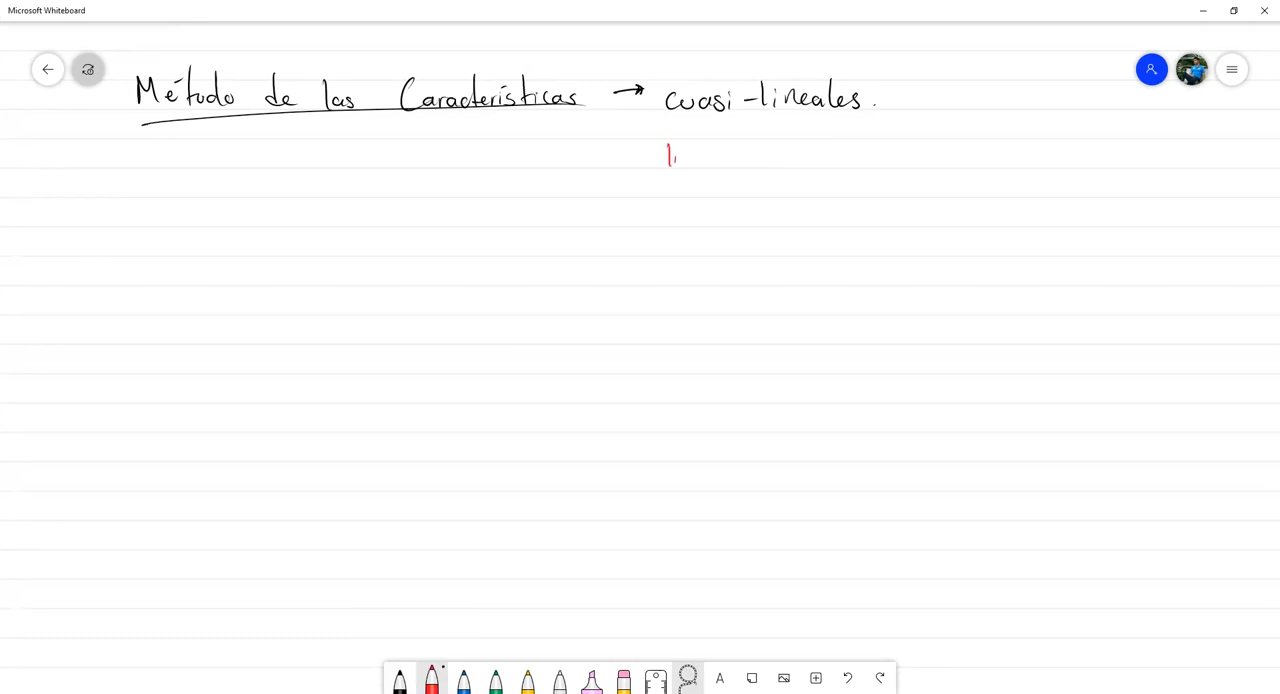 Microsoft Whiteboard
Método de las Características → cuasi-lineales.